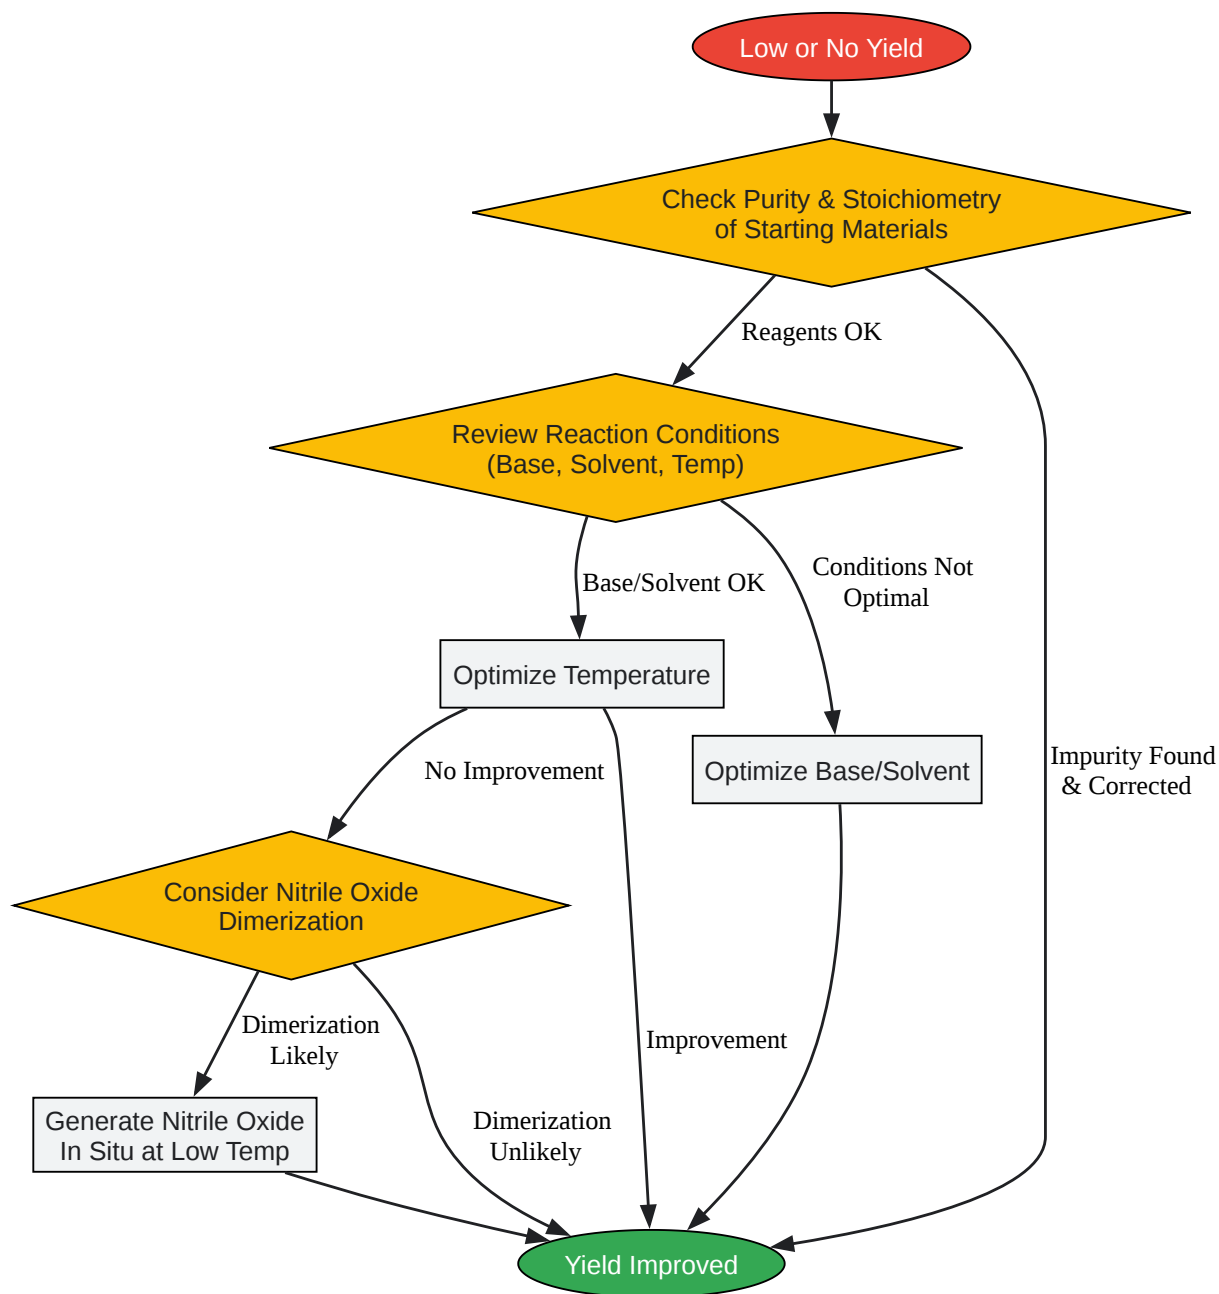 Low or No Yield
Check Purity & Stoichiometry
of Starting Materials
Reagents OK
Review Reaction Conditions
(Base, Solvent, Temp)
Base/Solvent OK
Conditions Not
Optimal
Optimize Temperature
Optimize Base/Solvent
No Improvement
Impurity Found
& Corrected
Consider Nitrile Oxide
Dimerization
Dimerization
Likely
Improvement
Generate Nitrile Oxide
In Situ at Low Temp
Dimerization
Unlikely
Yield Improved